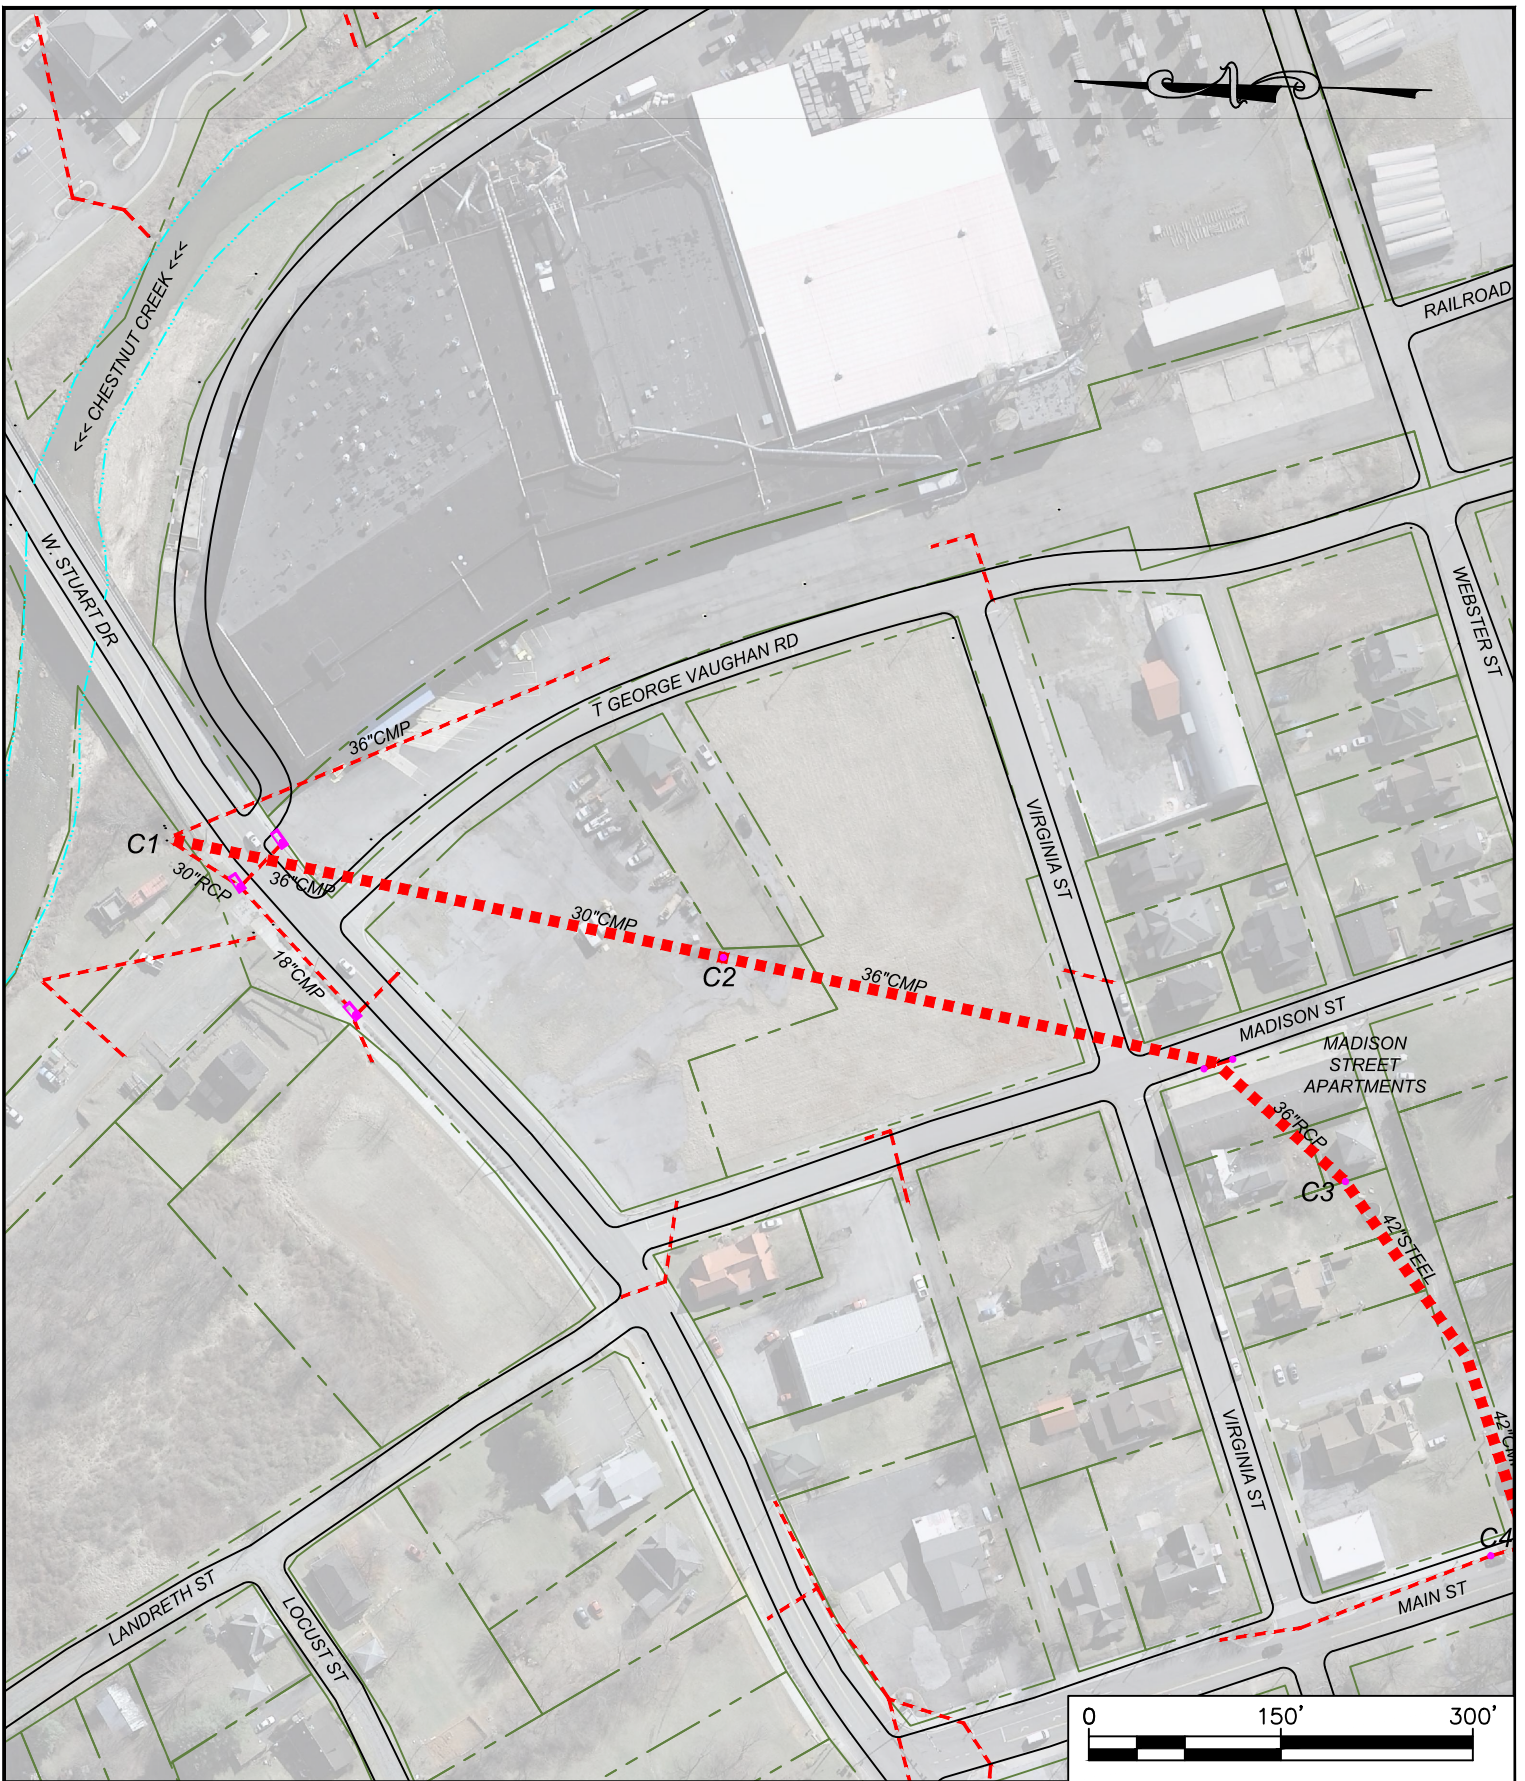 RAILROAD
<<< CHESTNUT CREEK <<<
W. STUART DR
WEBSTER ST
T GEORGE VAUGHAN RD
36"CMP
VIRGINIA ST
C1
30"RCP
36"CMP
30"CMP
C2
36"CMP
18"CMP
MADISON ST
MADISON
STREET
APARTMENTS
36"RCP
C3
42"STEEL
42"CMP
VIRGINIA ST
C4
LANDRETH ST
LOCUST ST
MAIN ST
0 150' 300'